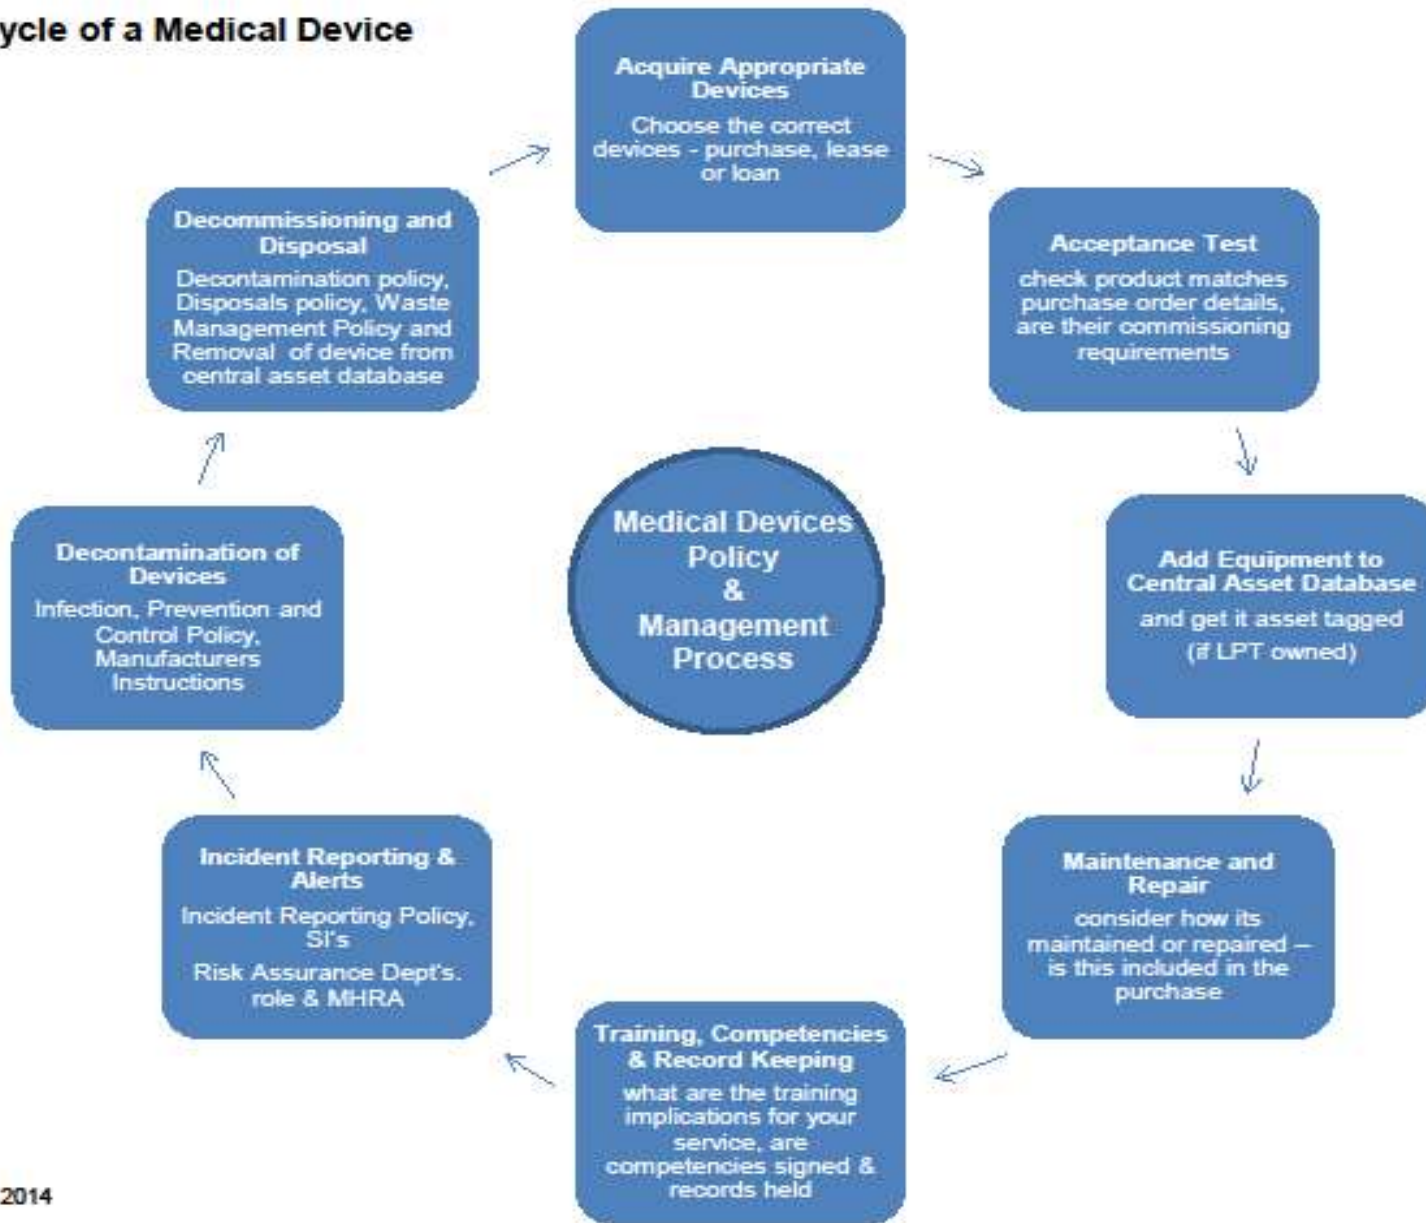 ycle of a Medical Device
Acquire Appropriate
Devices
Choose the correct
devices - purchase, lease
or loan
Acceptance Test
check product matches
purchase order details,
are their commissioning
requirements
Add Equipment to
Central Asset Database
and get it asset tagged
(if LPT owned)
Maintenance and
Repair
consider how its
maintained or repaired –
is this included in the
purchase
Training, Competencies
& Record Keeping
what are the training
implications for your
service, are
competencies signed &
records held
Incident Reporting &
Alerts
Incident Reporting Policy,
SI's
Risk Assurance Dept's.
role & MHRA
Decontamination of
Devices
Infection, Prevention and
Control Policy,
Manufacturers
Instructions
Decommissioning and
Disposal
Decontamination policy,
Disposals policy, Waste
Management Policy and
Removal of device from
central asset database
Medical Devices
Policy
&
Management
Process
2014